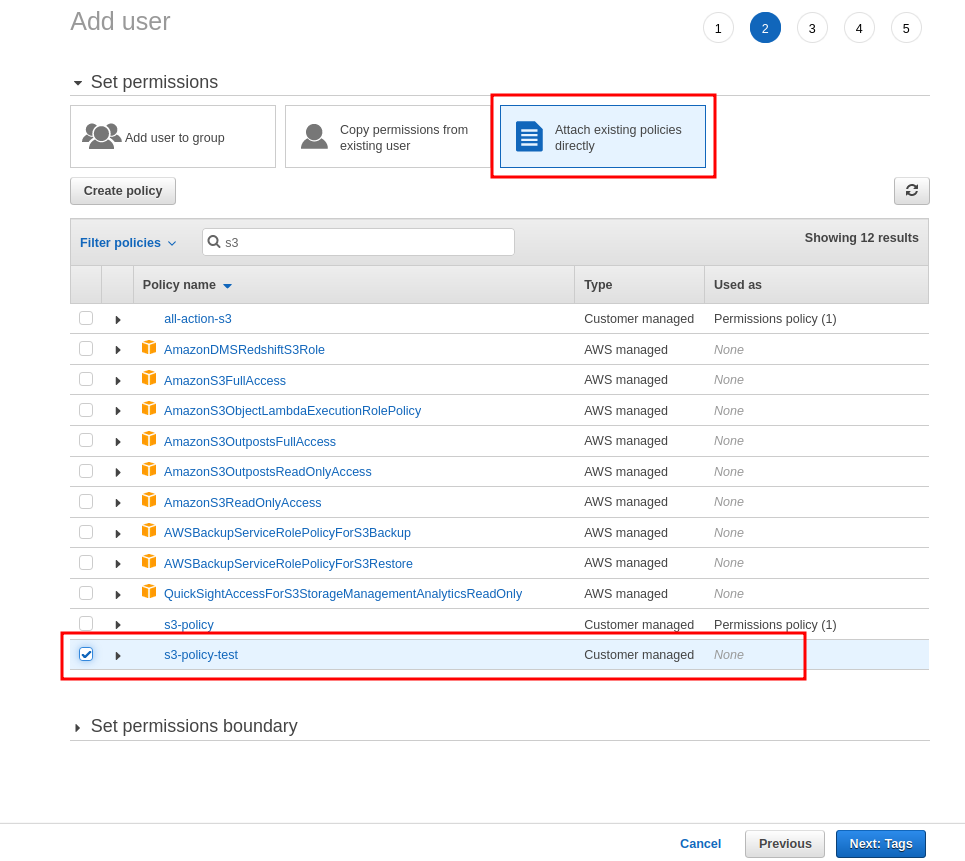 Add user
1 2 3 4 5
Set permissions
Add user to group
Copy permissions from
existing user
Attach existing policies
directly
Create policy
Filter policies s3 Showing 12 results
Policy name Type Used as
all-action-s3 Customer managed Permissions policy (1)
AmazonDMSRedshiftS3Role AWS managed None
AmazonS3FullAccess AWS managed None
AmazonS3ObjectLambdaExecutionRolePolicy AWS managed None
AmazonS3OutpostsFullAccess AWS managed None
AmazonS3OutpostsReadOnlyAccess AWS managed None
AmazonS3ReadOnlyAccess AWS managed None
AWSBackupServiceRolePolicyForS3Backup AWS managed None
AWSBackupServiceRolePolicyForS3Restore AWS managed None
QuickSightAccessForS3StorageManagementAnalyticsReadOnly AWS managed None
s3-policy Customer managed Permissions policy (1)
s3-policy-test Customer managed None
Set permissions boundary
Cancel Previous Next: Tags